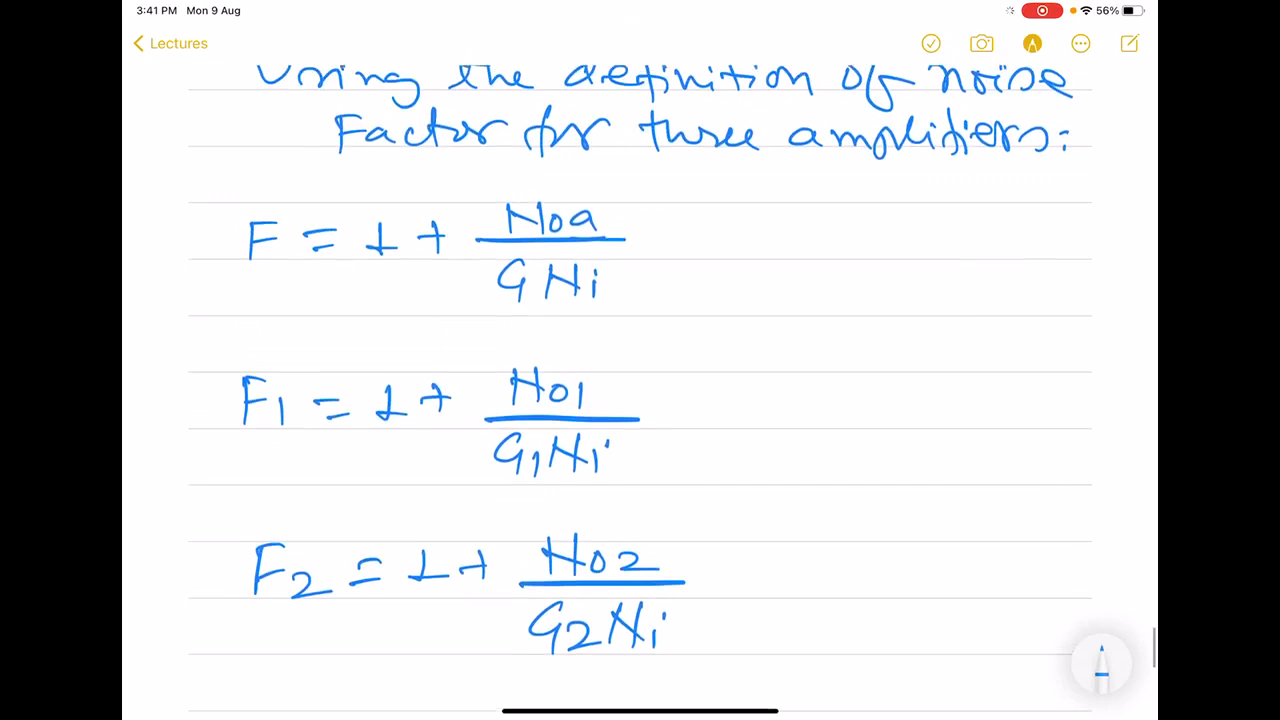 3:41 PM Mon 9 Aug
56%
Lectures
Using the definition of noise
Factor for three amplifiers:
F = 1 + Noa / GNi
F1 = 1 + No1 / G1Ni
F2 = 1 + No2 / G2Ni